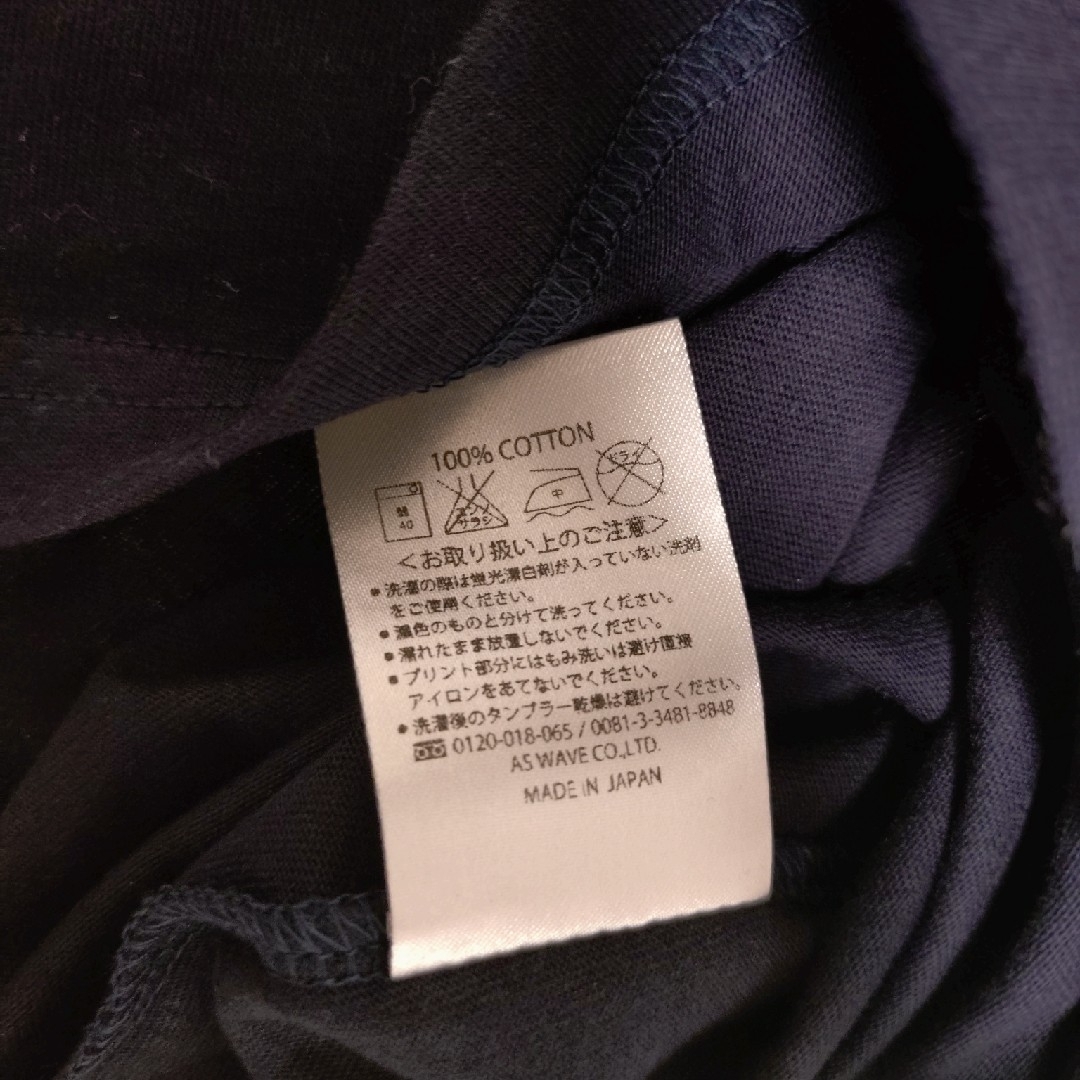 100% COTTON
弱 40 エンソ サラシ 中 ドライ
<お取り扱い上のご注意>
●洗濯の際は蛍光漂白剤が入っていない洗剤
をご使用ください。
●濃色のものと分けて洗ってください。
●濡れたまま放置しないでください。
●プリント部分にはもみ洗いは避け直接
アイロンをあてないでください。
●洗濯後のタンブラー乾燥は避けてください。
0120-018-065 / 0081-3-3481-8848
AS WAVE CO.,LTD.
MADE IN JAPAN